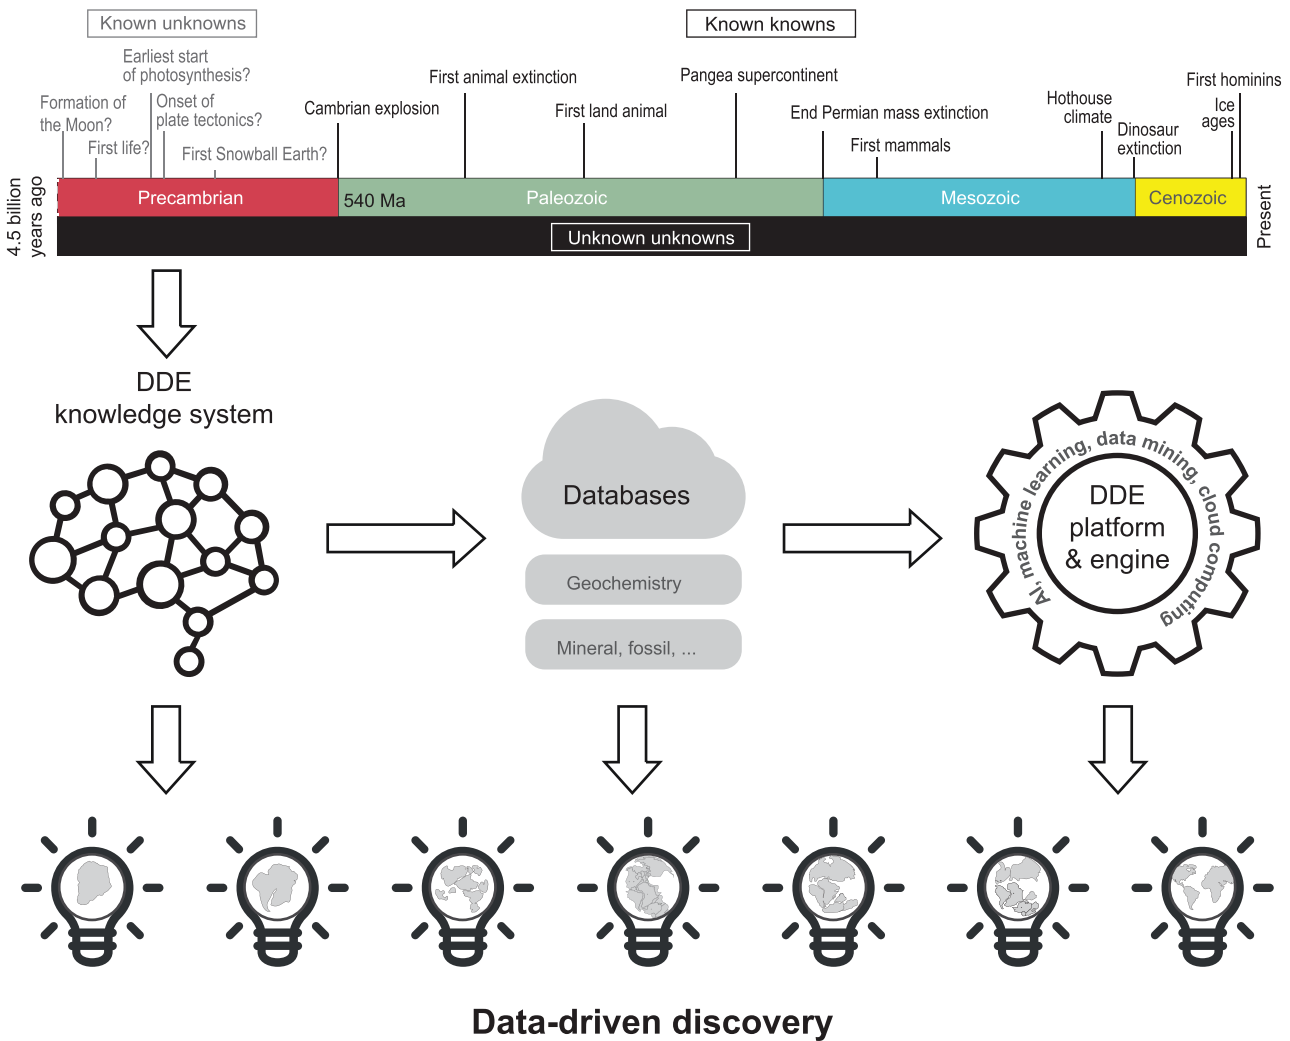 Known unknowns
Known knowns
Earliest start
of photosynthesis?
Formation of
the Moon?
Onset of
plate tectonics?
First life?
First Snowball Earth?
Cambrian explosion
First animal extinction
First land animal
Pangea supercontinent
End Permian mass extinction
First mammals
Hothouse
climate
Dinosaur
extinction
First hominins
Ice
ages
4.5 billion
years ago
Precambrian
540 Ma
Paleozoic
Mesozoic
Cenozoic
Present
Unknown unknowns
DDE
knowledge system
Databases
Geochemistry
Mineral, fossil, ...
AI, machine learning, data mining, cloud computing
DDE
platform
& engine
Data-driven discovery